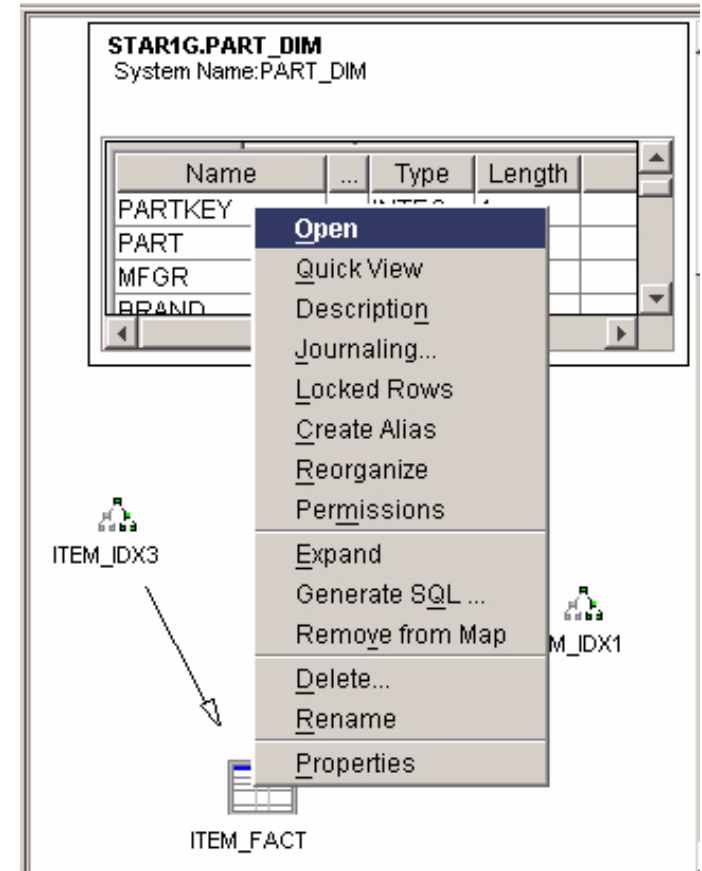 STAR1G.PART_DIM
System Name:PART_DIM
Name ... Type Length
PARTKEY
PART
MFGR
BRAND
Open
Quick View
Description
Journaling...
Locked Rows
Create Alias
Reorganize
Permissions
Expand
Generate SQL ...
Remove from Map
Delete...
Rename
Properties
ITEM_IDX3
M_IDX1
ITEM_FACT